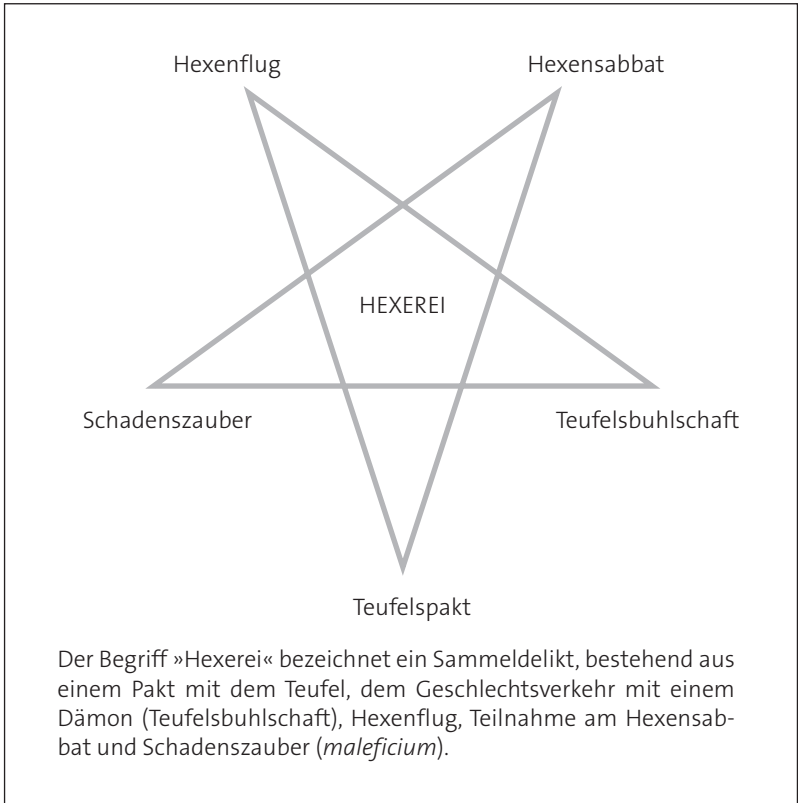 Hexenflug
Hexensabbat
HEXEREI
Schadenszauber
Teufelsbuhlschaft
Teufelspakt
Der Begriff »Hexerei« bezeichnet ein Sammeldelikt, bestehend aus
einem Pakt mit dem Teufel, dem Geschlechtsverkehr mit einem
Dämon (Teufelsbuhlschaft), Hexenflug, Teilnahme am Hexensab-
bat und Schadenszauber (maleficium).